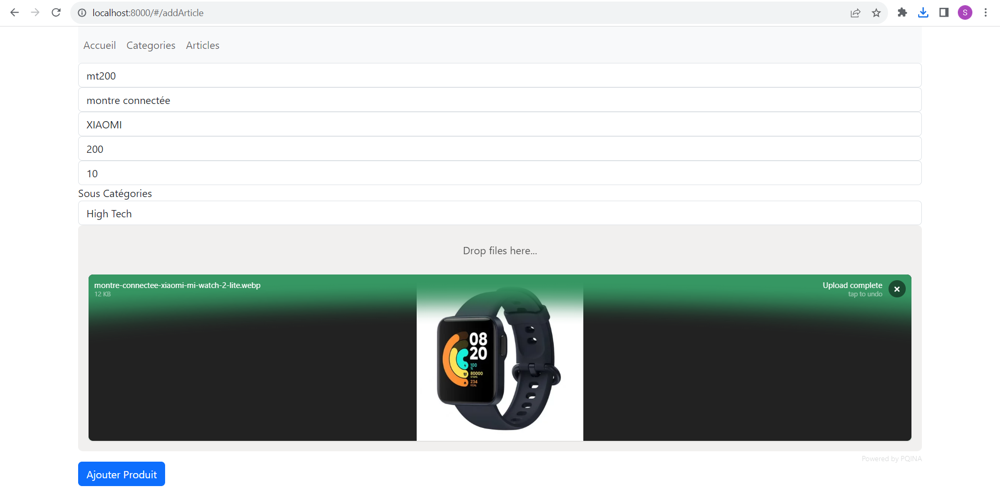 localhost:8000/#/addArticle
S
Accueil Categories Articles
mt200
montre connectée
XIAOMI
200
10
Sous Catégories
High Tech
Drop files here...
montre-connectee-xiaomi-mi-watch-2-lite.webp
12 KB
Upload complete
tap to undo
08
20
100
%
80000
STEPS
234
KCAL
Powered by PQINA
Ajouter Produit